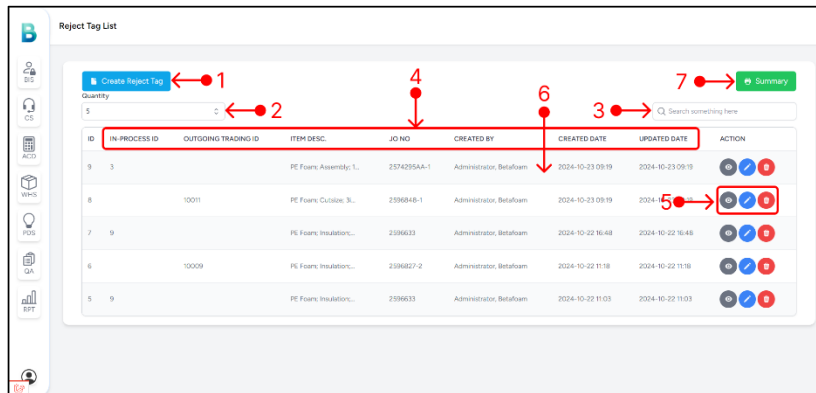 Reject Tag List
Create Reject Tag
1
4
7
Summary
Quantity
5
2
6
3
Search something here
ID IN-PROCESS ID OUTGOING TRADING ID ITEM DESC. JO NO CREATED BY CREATED DATE UPDATED DATE ACTION
9 3 PE Foam; Assembly; 1... 2574295AA-1 Administrator, Betafoam 2024-10-23 09:19 2024-10-23 09:19
8 10011 PE Foam; Cutsize; 3i... 2596848-1 Administrator, Betafoam 2024-10-23 09:19
5
7 9 PE Foam; Insulation;... 2596633 Administrator, Betafoam 2024-10-22 16:48 2024-10-22 16:48
6 10009 PE Foam; Insulation;... 2596827-2 Administrator, Betafoam 2024-10-22 11:18 2024-10-22 11:18
5 9 PE Foam; Insulation;... 2596633 Administrator, Betafoam 2024-10-22 11:03 2024-10-22 11:03
BIS
CS
ACD
WHS
PDS
QA
RPT